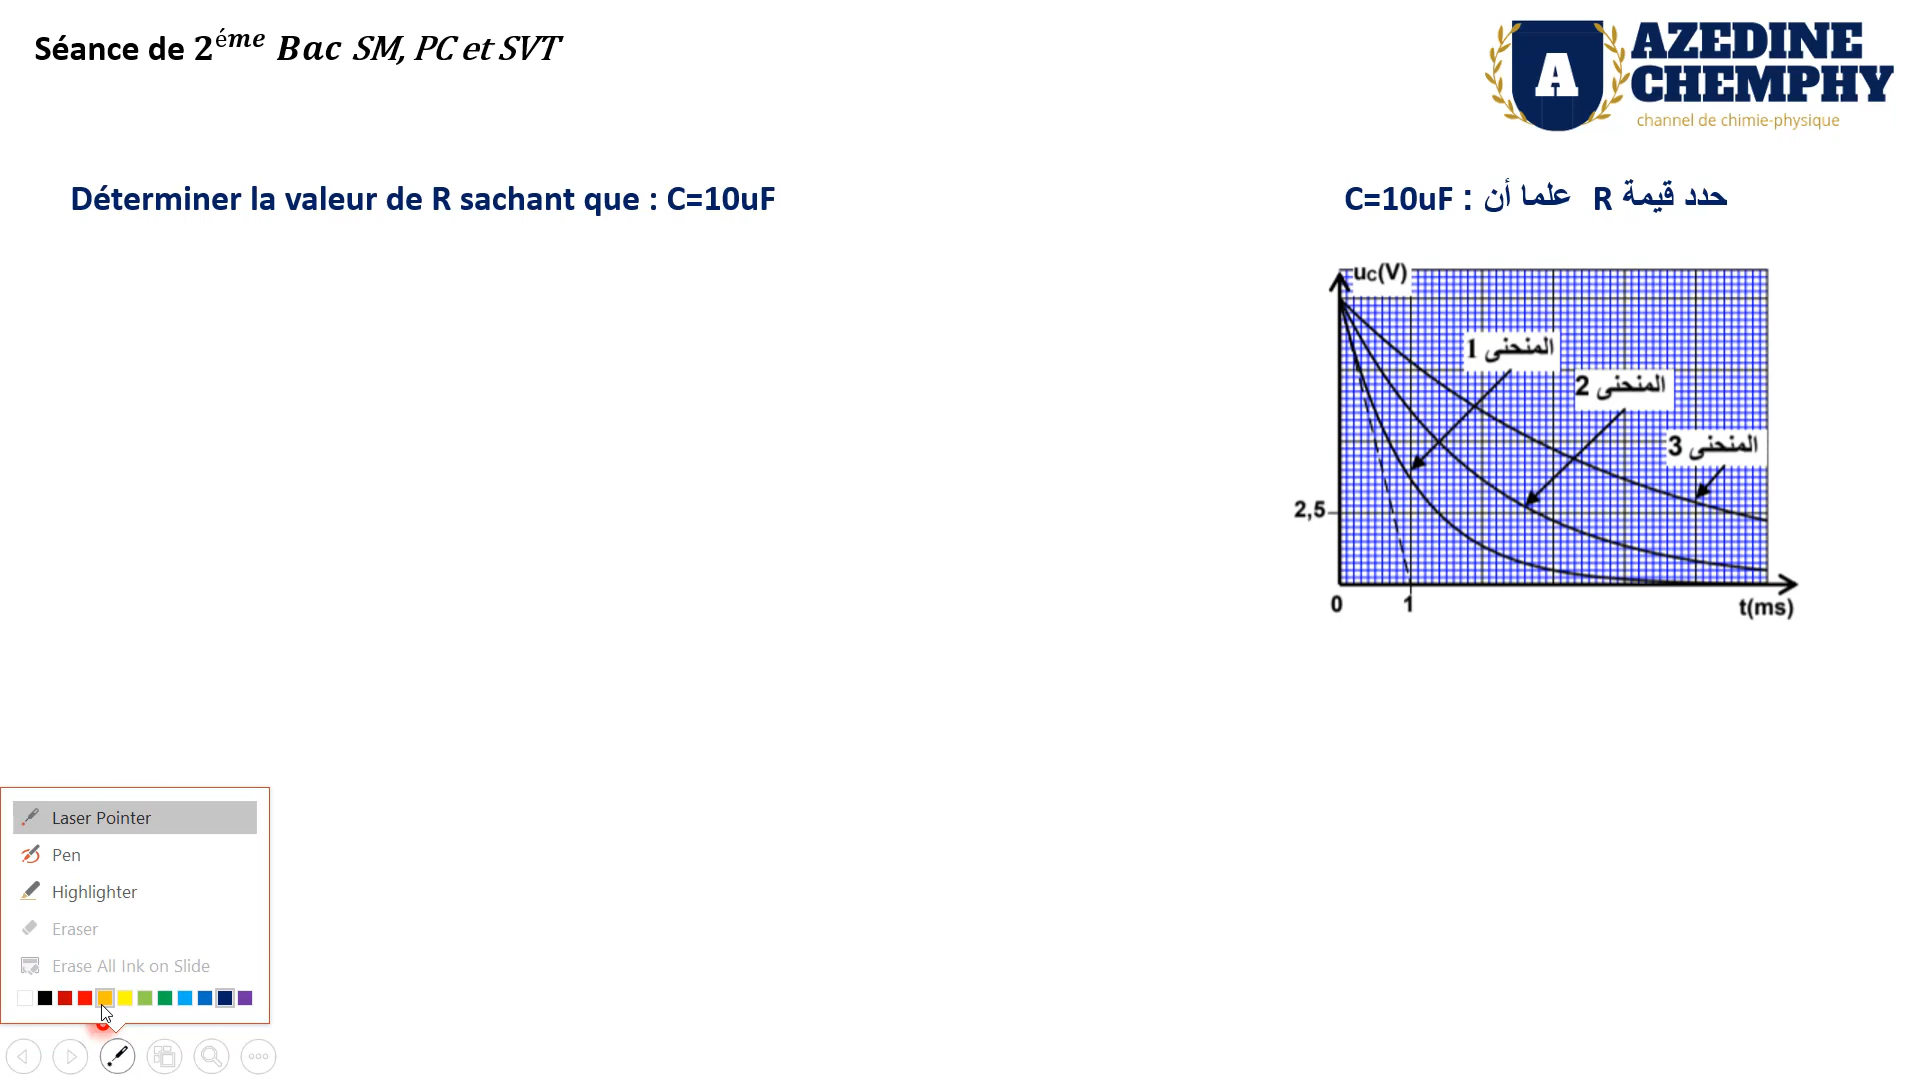 Séance de 2éme Bac SM, PC et SVT
AZEDINE
CHEMPHY
A
channel de chimie-physique
Déterminer la valeur de R sachant que : C=10uF
حدد قيمة R علما أن : C=10uF
uc(V)
المنحنى 1
المنحنى 2
المنحنى 3
2,5
0
1
t(ms)
Laser Pointer
Pen
Highlighter
Eraser
Erase All Ink on Slide